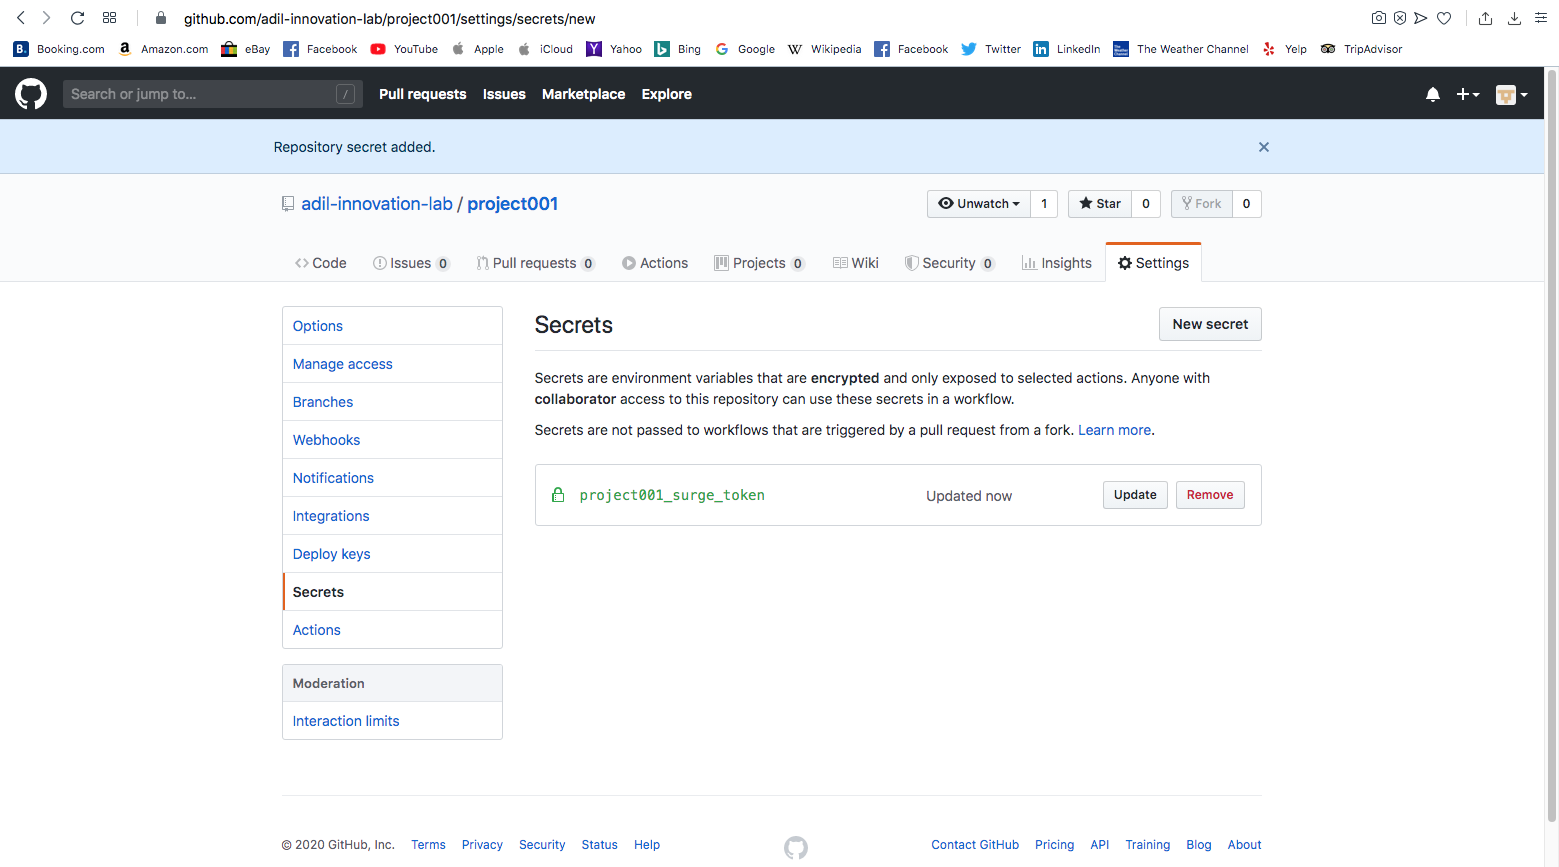 github.com/adil-innovation-lab/project001/settings/secrets/new
B. Booking.com a Amazon.com eBay Facebook YouTube Apple iCloud Y Yahoo Bing G Google W Wikipedia Facebook Twitter in LinkedIn The Weather Channel Yelp TripAdvisor
Search or jump to... / Pull requests Issues Marketplace Explore
Repository secret added.
adil-innovation-lab / project001 Unwatch 1 Star 0 Fork 0
Code Issues 0 Pull requests 0 Actions Projects 0 Wiki Security 0 Insights Settings
Options
Manage access
Branches
Webhooks
Notifications
Integrations
Deploy keys
Secrets
Actions
Moderation
Interaction limits
Secrets New secret
Secrets are environment variables that are encrypted and only exposed to selected actions. Anyone with
collaborator access to this repository can use these secrets in a workflow.
Secrets are not passed to workflows that are triggered by a pull request from a fork. Learn more.
project001_surge_token Updated now Update Remove
© 2020 GitHub, Inc. Terms Privacy Security Status Help Contact GitHub Pricing API Training Blog About